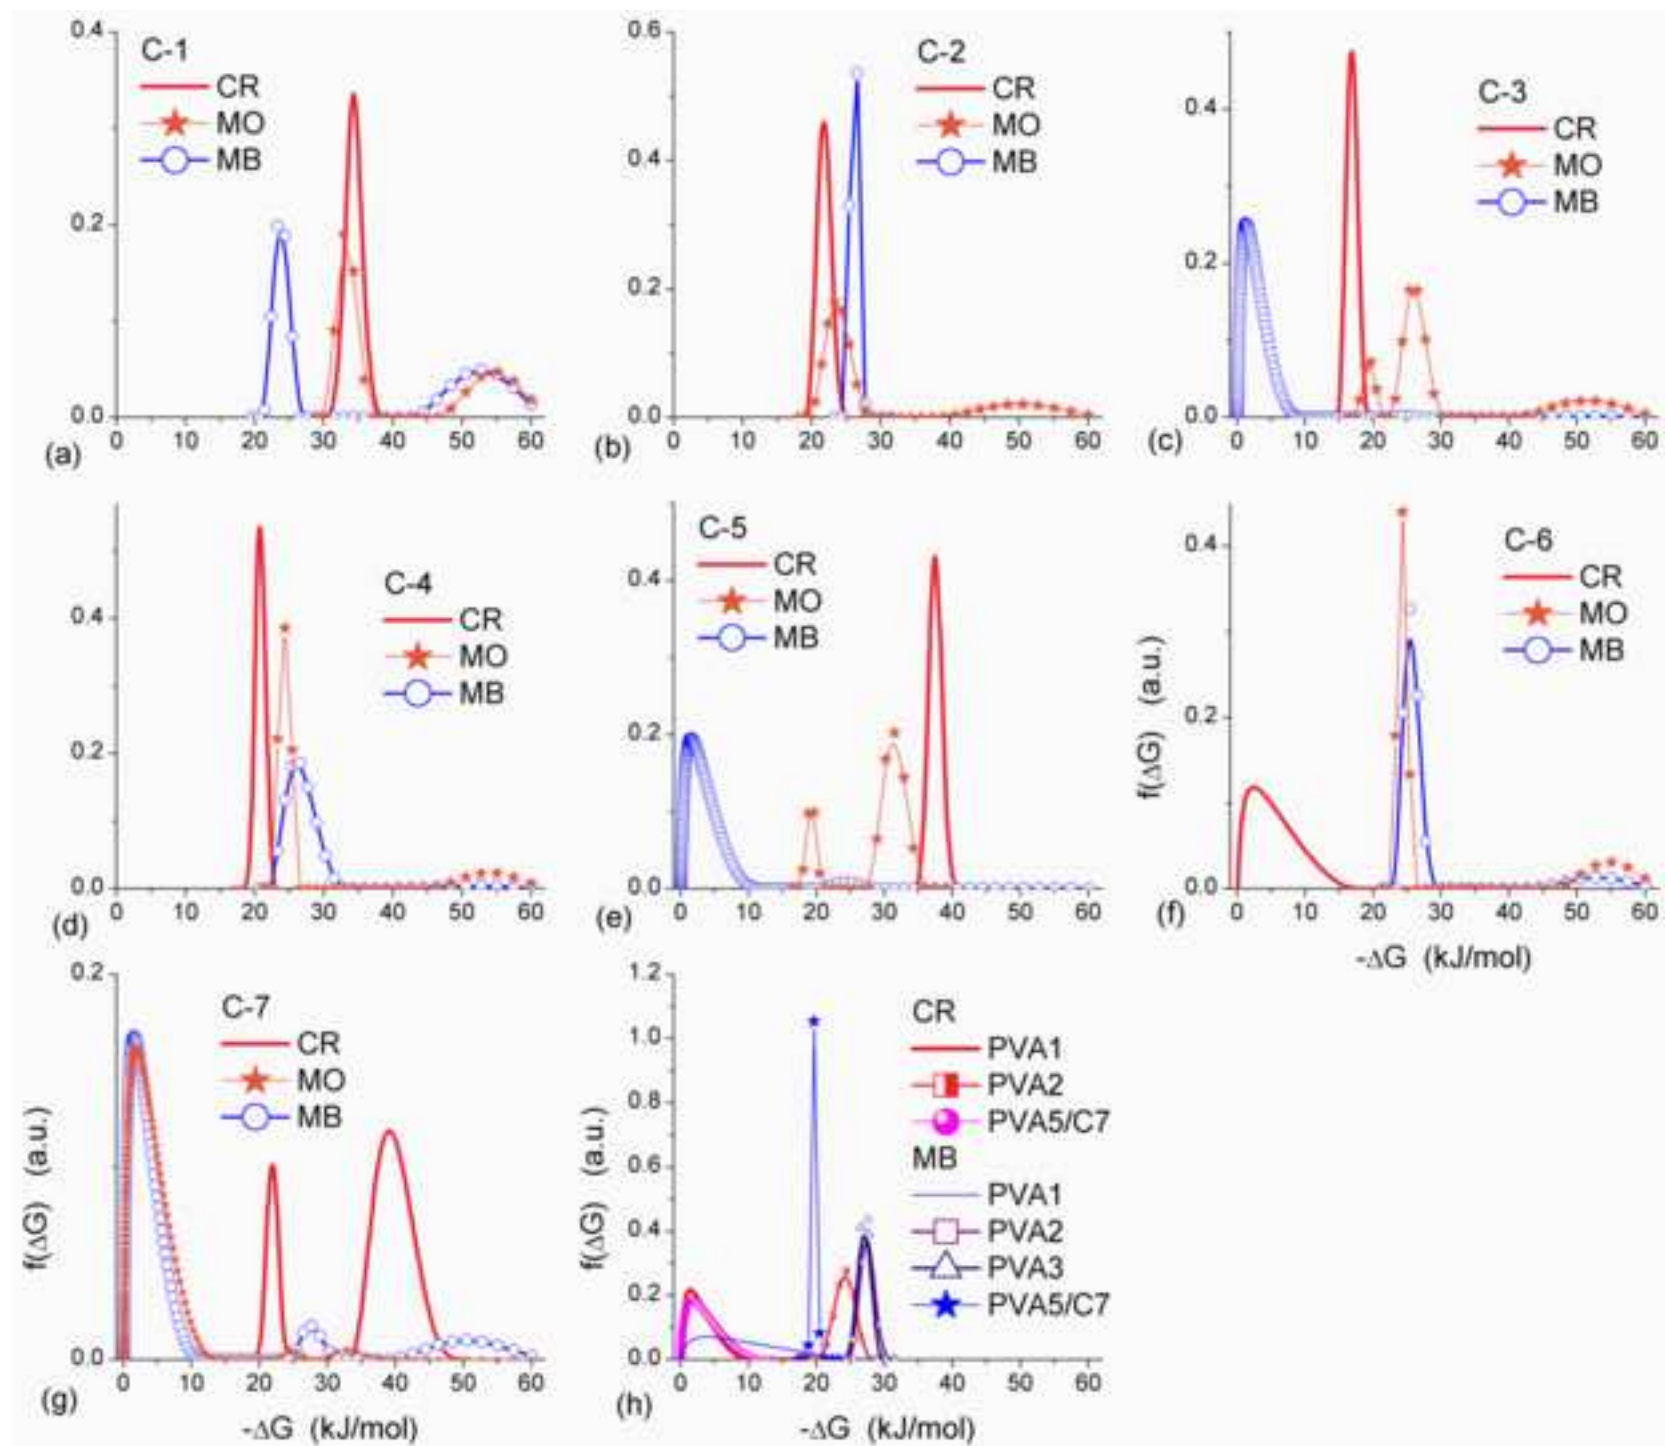 C-1
CR
MO
MB
0.4
0.2
0.0
0 10 20 30 40 50 60
(a)
C-2
CR
MO
MB
0.6
0.4
0.2
0.0
0 10 20 30 40 50 60
(b)
C-3
CR
MO
MB
0.4
0.2
0.0
0 10 20 30 40 50 60
(c)
C-4
CR
MO
MB
0.4
0.2
0.0
0 10 20 30 40 50 60
(d)
C-5
CR
MO
MB
0.4
0.2
0.0
0 10 20 30 40 50 60
(e)
C-6
CR
MO
MB
0.4
0.2
0.0
f(ΔG) (a.u.)
0 10 20 30 40 50 60
(f)
-ΔG (kJ/mol)
C-7
CR
MO
MB
0.2
0.0
f(ΔG) (a.u.)
0 10 20 30 40 50 60
(g)
-ΔG (kJ/mol)
CR
PVA1
PVA2
PVA5/C7
MB
PVA1
PVA2
PVA3
PVA5/C7
1.2
1.0
0.8
0.6
0.4
0.2
0.0
f(ΔG) (a.u.)
0 10 20 30 40 50 60
(h)
-ΔG (kJ/mol)